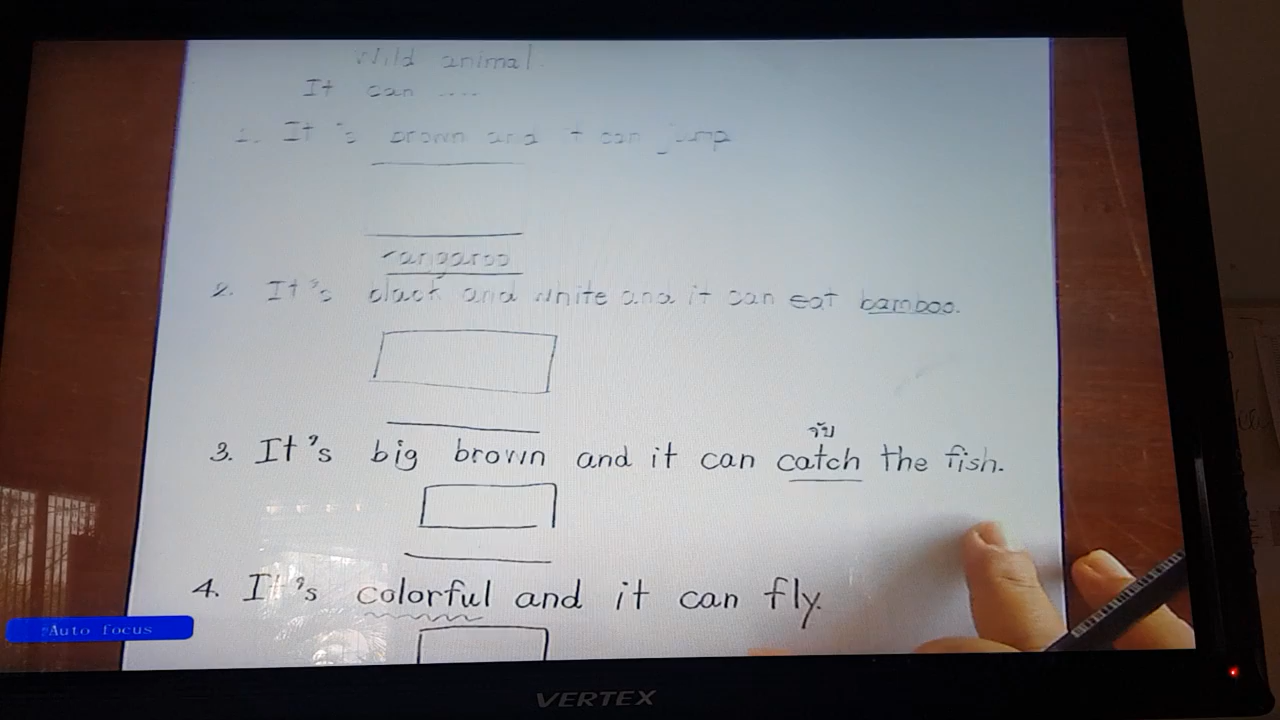 Wild animal.
It can ....
1. It's brown and it can jump
kangaroo
2. It's black and white and it can eat bamboo.
จับ
3. It's big brown and it can catch the fish.
4. It's colorful and it can fly.
Auto focus
VERTEX